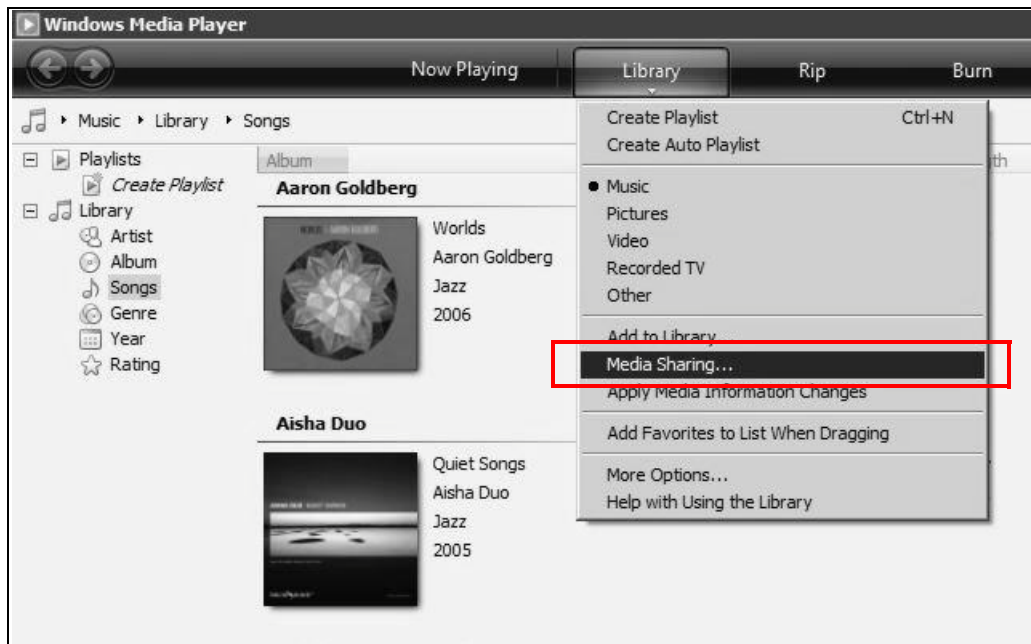 Windows Media Player
Now Playing Library Rip Burn
Music Library Songs
Playlists
Create Playlist
Library
Artist
Album
Songs
Genre
Year
Rating
Album
Aaron Goldberg
Worlds
Aaron Goldberg
Jazz
2006
Aisha Duo
Quiet Songs
Aisha Duo
Jazz
2005
Create Playlist Ctrl+N
Create Auto Playlist
Music
Pictures
Video
Recorded TV
Other
Add to Library...
Media Sharing...
Apply Media Information Changes
Add Favorites to List When Dragging
More Options...
Help with Using the Library